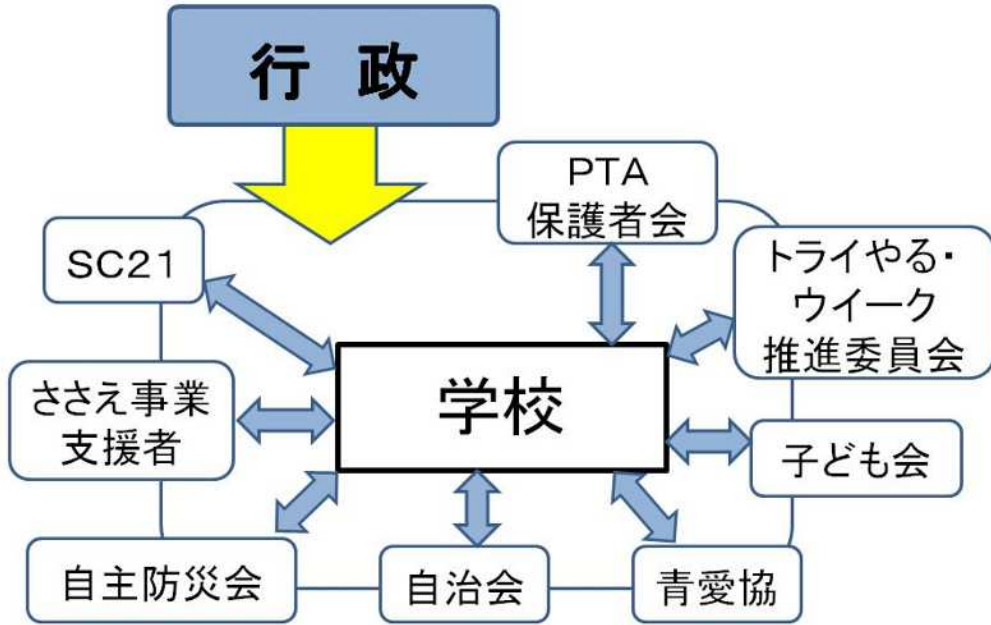 行 政
PTA
保護者会
SC21
トライやる・
ウイーク
推進委員会
学校
ささえ事業
支援者
子ども会
自主防災会
自治会
青愛協